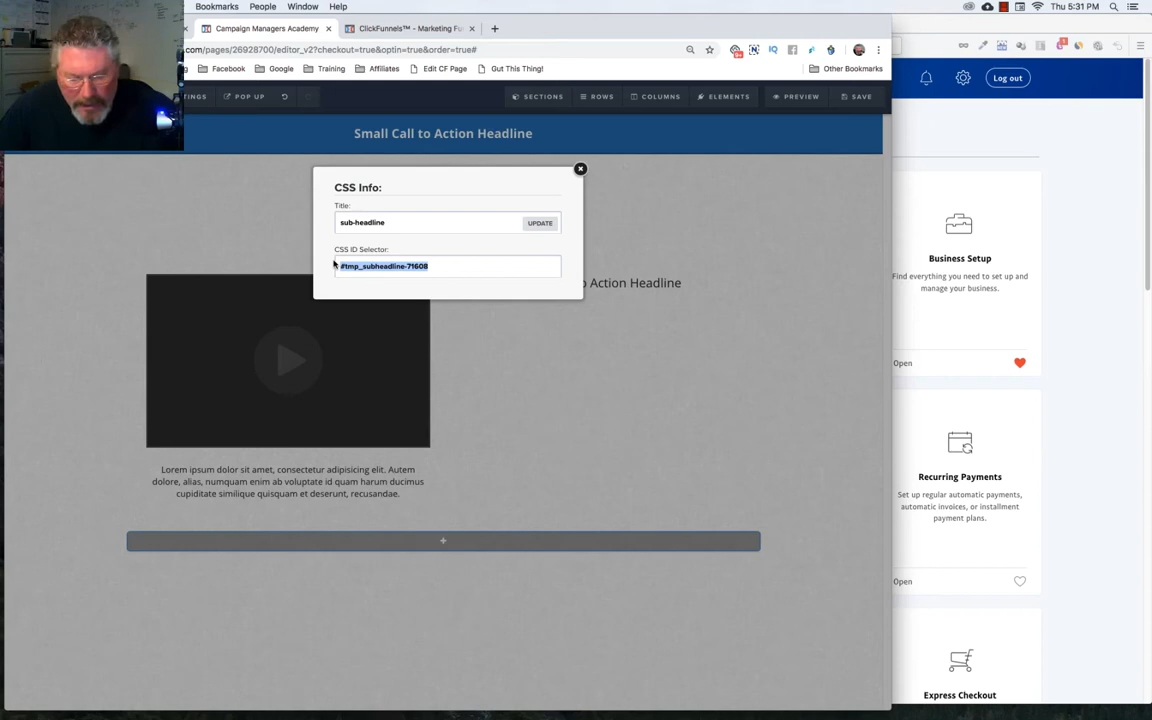 Bookmarks People Window Help
Thu 5:31 PM
Campaign Managers Academy
ClickFunnels™ - Marketing Fu
com/pages/26928700/editor_v2?checkout=true&optin=true&order=true#
Facebook Google Training Affiliates Edit CF Page Gut This Thing! Other Bookmarks
Log out
TINGS POP UP SECTIONS ROWS COLUMNS ELEMENTS PREVIEW SAVE
Small Call to Action Headline
CSS Info:
Title:
sub-headline
UPDATE
CSS ID Selector:
#tmp_subheadline-71608
o Action Headline
Lorem ipsum dolor sit amet, consectetur adipisicing elit. Autem
dolore, alias, numquam enim ab voluptate id quam harum ducimus
cupiditate similique quisquam et deserunt, recusandae.
Business Setup
Find everything you need to set up and
manage your business.
Open
Recurring Payments
Set up regular automatic payments,
automatic invoices, or installment
payment plans.
Open
Express Checkout